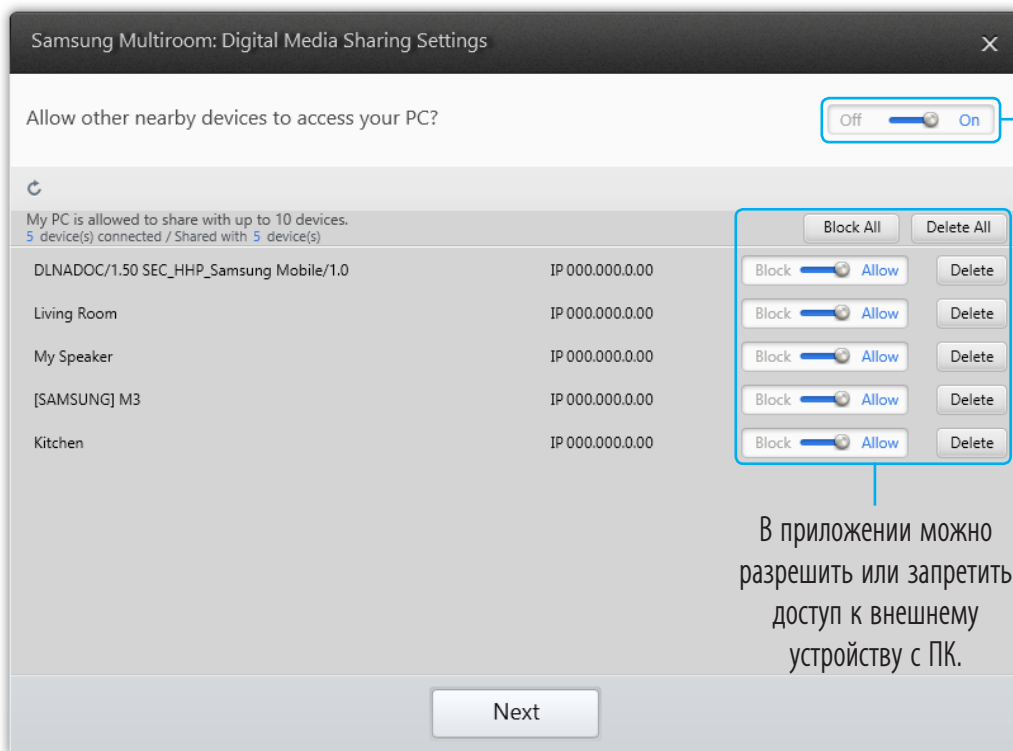 Samsung Multiroom: Digital Media Sharing Settings
Allow other nearby devices to access your PC?
Off On
My PC is allowed to share with up to 10 devices.
5 device(s) connected / Shared with 5 device(s)
Block All Delete All
DLNADOC/1.50 SEC_HHP_Samsung Mobile/1.0 IP 000.000.0.00 Block Allow Delete
Living Room IP 000.000.0.00 Block Allow Delete
My Speaker IP 000.000.0.00 Block Allow Delete
[SAMSUNG] M3 IP 000.000.0.00 Block Allow Delete
Kitchen IP 000.000.0.00 Block Allow Delete
В приложении можно
разрешить или запретить
доступ к внешнему
устройству с ПК.
Next